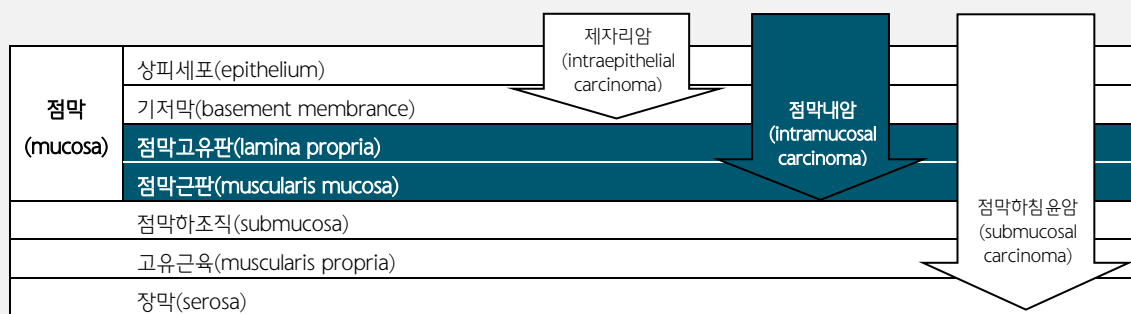 제자리암
(intraepithelial
carcinoma)
점막내암
(intramucosal
carcinoma)
점막하침윤암
(submucosal
carcinoma)
점막
(mucosa)
상피세포(epithelium)
기저막(basement membrance)
점막고유판(lamina propria)
점막근판(muscularis mucosa)
점막하조직(submucosa)
고유근육(muscularis propria)
장막(serosa)